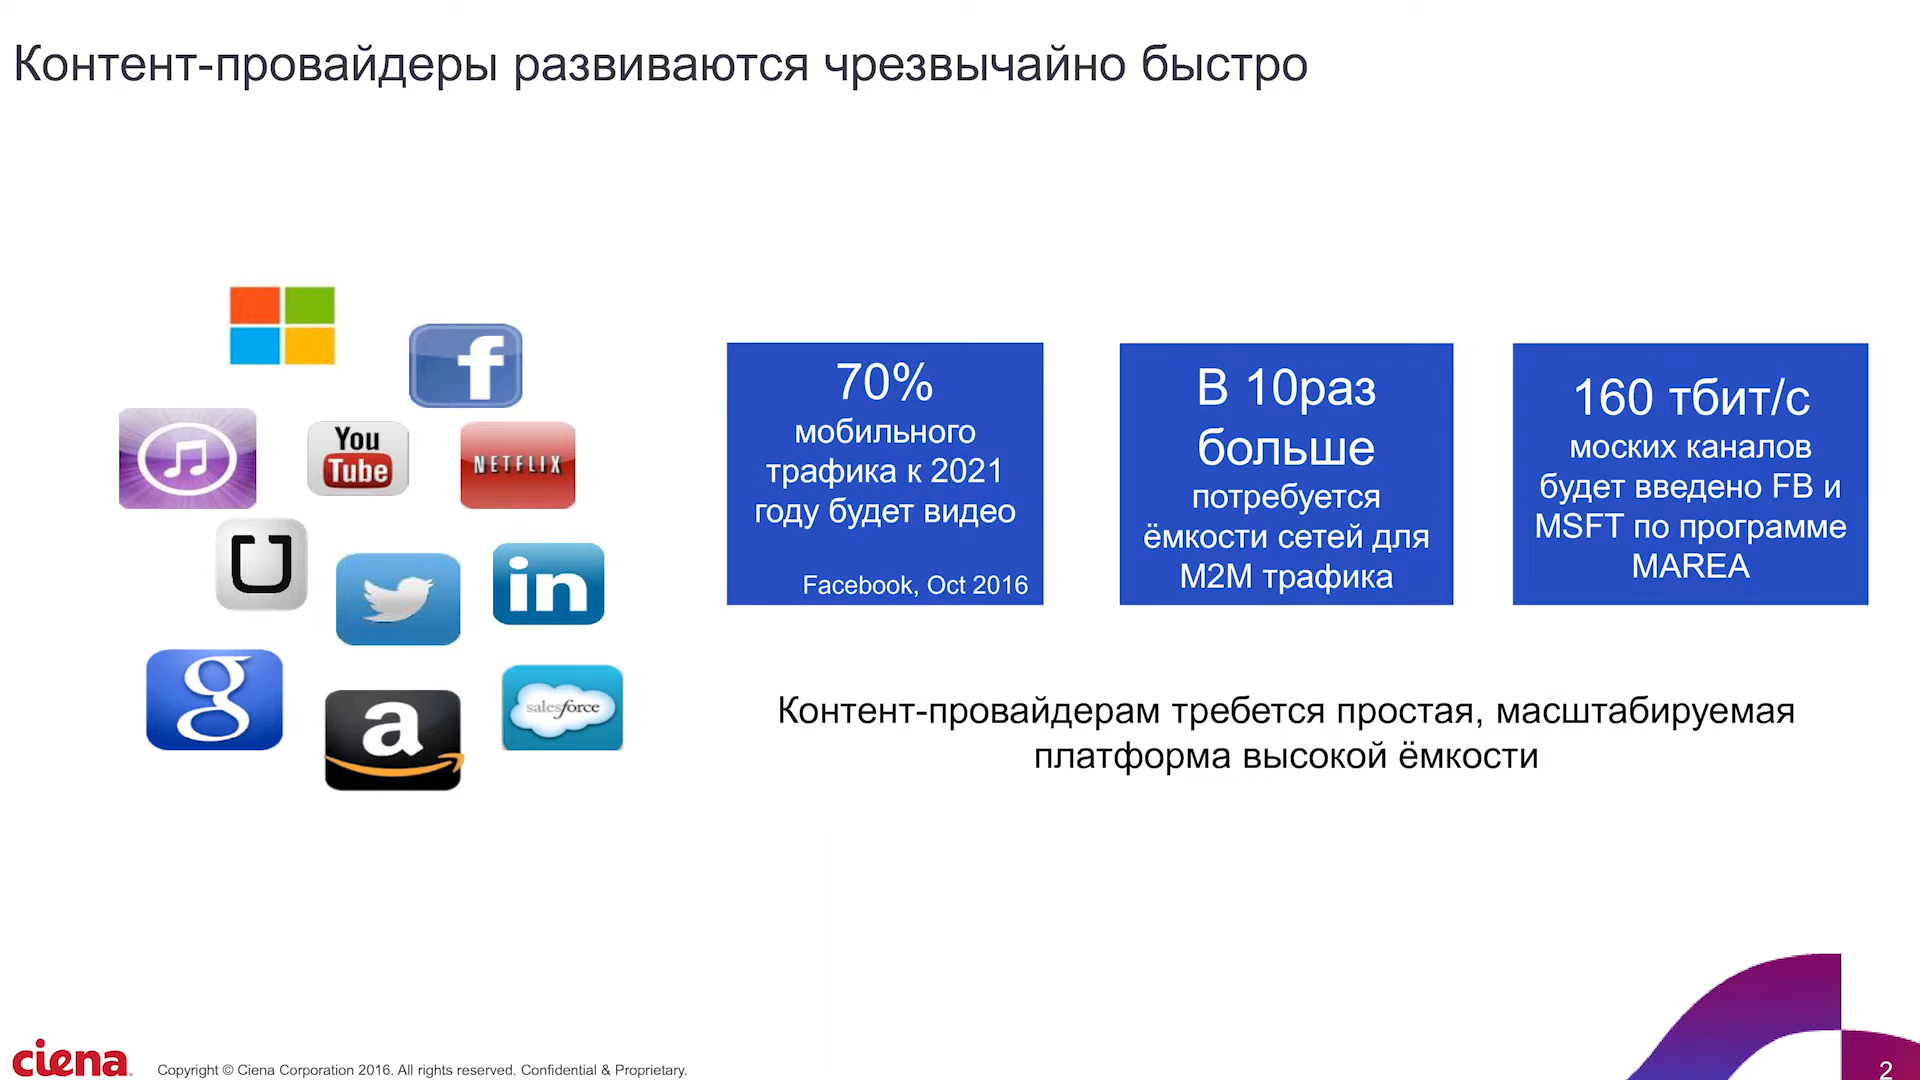 Контент-провайдеры развиваются чрезвычайно быстро
You
Tube
NETFLIX
in
g
a
salesforce
70%
мобильного
трафика к 2021
году будет видео
Facebook, Oct 2016
В 10раз
больше
потребуется
ёмкости сетей для
М2М трафика
160 тбит/с
моских каналов
будет введено FB и
MSFT по программе
MAREA
Контент-провайдерам требется простая, масштабируемая
платформа высокой ёмкости
ciena
Copyright © Ciena Corporation 2016. All rights reserved. Confidential & Proprietary.
2